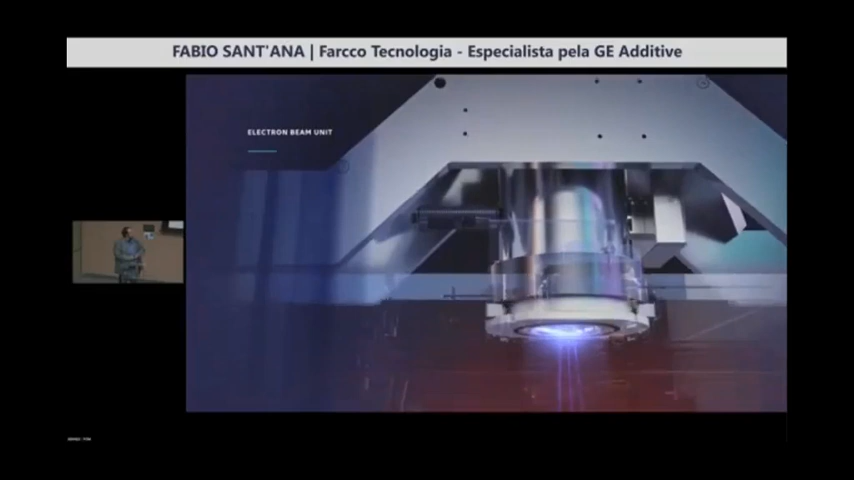 FABIO SANT'ANA | Farcco Tecnologia - Especialista pela GE Additive
ELECTRON BEAM UNIT